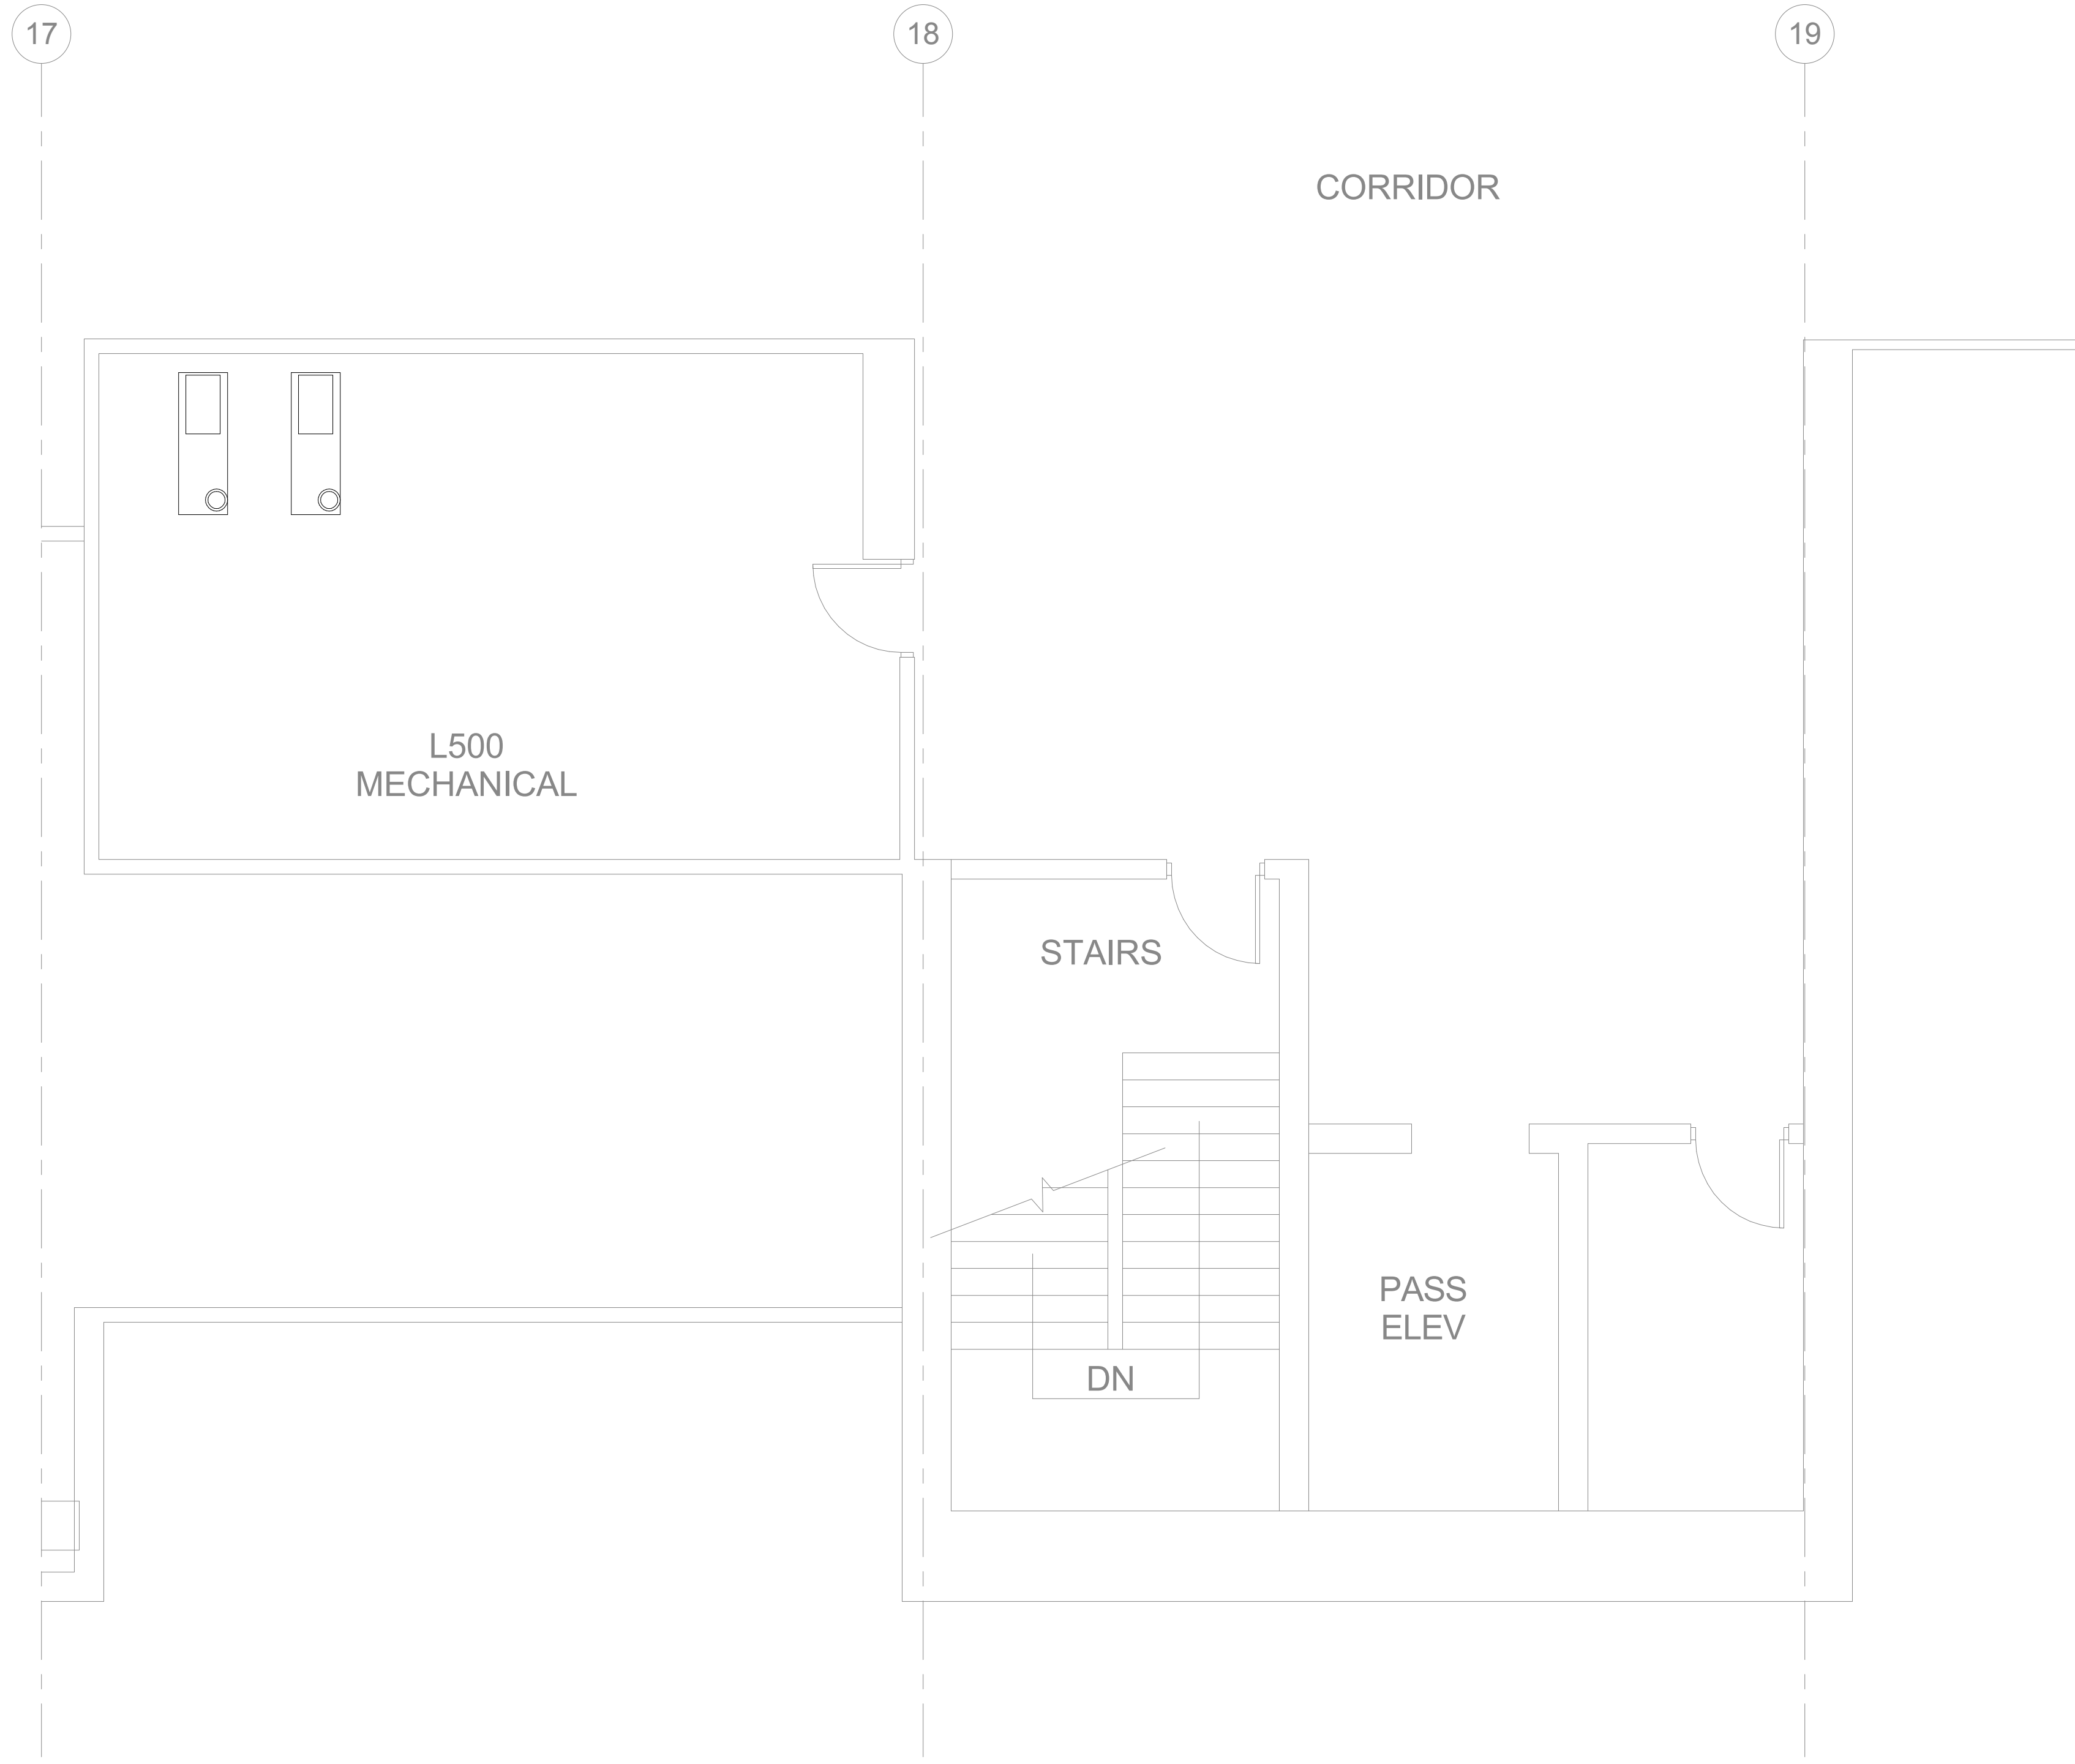 17
18
19
CORRIDOR
L500
MECHANICAL
STAIRS
PASS
ELEV
DN